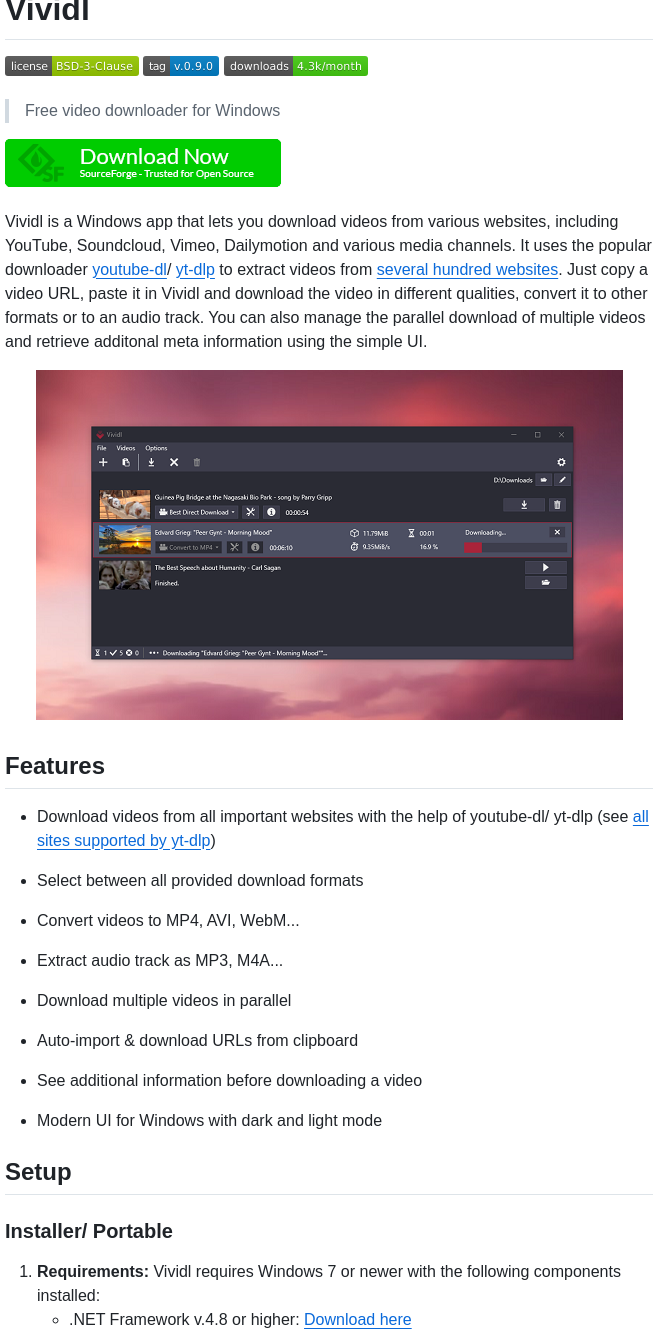 Vividl
license BSD-3-Clause tag v.0.9.0 downloads 4.3k/month
Free video downloader for Windows
Download Now
SourceForge - Trusted for Open Source
SF
Vividl is a Windows app that lets you download videos from various websites, including
YouTube, Soundcloud, Vimeo, Dailymotion and various media channels. It uses the popular
downloader youtube-dl/ yt-dlp to extract videos from several hundred websites. Just copy a
video URL, paste it in Vividl and download the video in different qualities, convert it to other
formats or to an audio track. You can also manage the parallel download of multiple videos
and retrieve additonal meta information using the simple UI.
Vividl
File Videos Options
D:\Downloads
Guinea Pig Bridge at the Nagasaki Bio Park - song by Parry Gripp
Best Direct Download 00:00:54
Edvard Grieg: "Peer Gynt - Morning Mood" 11.79MiB 00:01 Downloading...
Convert to MP4 00:06:10 9.35MiB/s 16.9 %
The Best Speech about Humanity - Carl Sagan
Finished.
1 5 0 Downloading "Edvard Grieg: "Peer Gynt - Morning Mood""...
Features
• Download videos from all important websites with the help of youtube-dl/ yt-dlp (see all
sites supported by yt-dlp)
• Select between all provided download formats
• Convert videos to MP4, AVI, WebM...
• Extract audio track as MP3, M4A...
• Download multiple videos in parallel
• Auto-import & download URLs from clipboard
• See additional information before downloading a video
• Modern UI for Windows with dark and light mode
Setup
Installer/ Portable
1. Requirements: Vividl requires Windows 7 or newer with the following components
installed:
◦ .NET Framework v.4.8 or higher: Download here